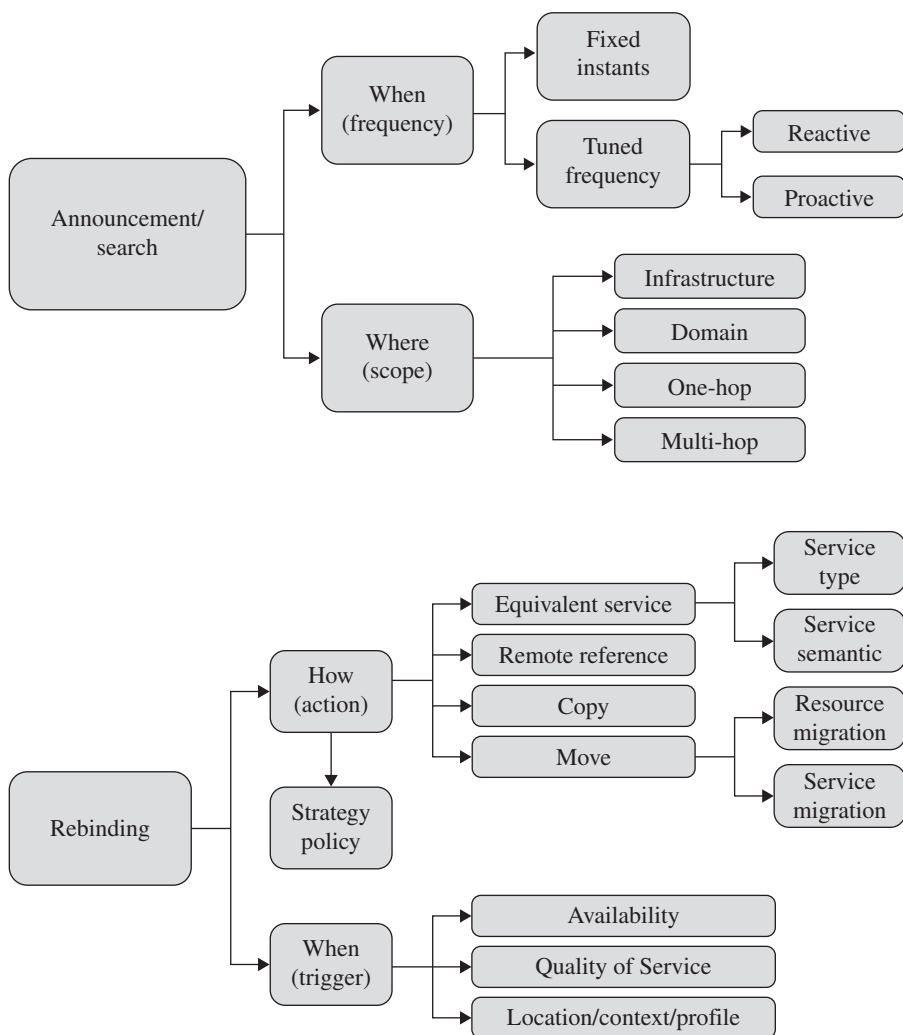 Announcement/
search
When
(frequency)
Fixed
instants
Tuned
frequency
Reactive
Proactive
Where
(scope)
Infrastructure
Domain
One-hop
Multi-hop
Rebinding
How
(action)
Strategy
policy
Equivalent service
Service
type
Service
semantic
Remote reference
Copy
Move
Resource
migration
Service
migration
When
(trigger)
Availability
Quality of Service
Location/context/profile